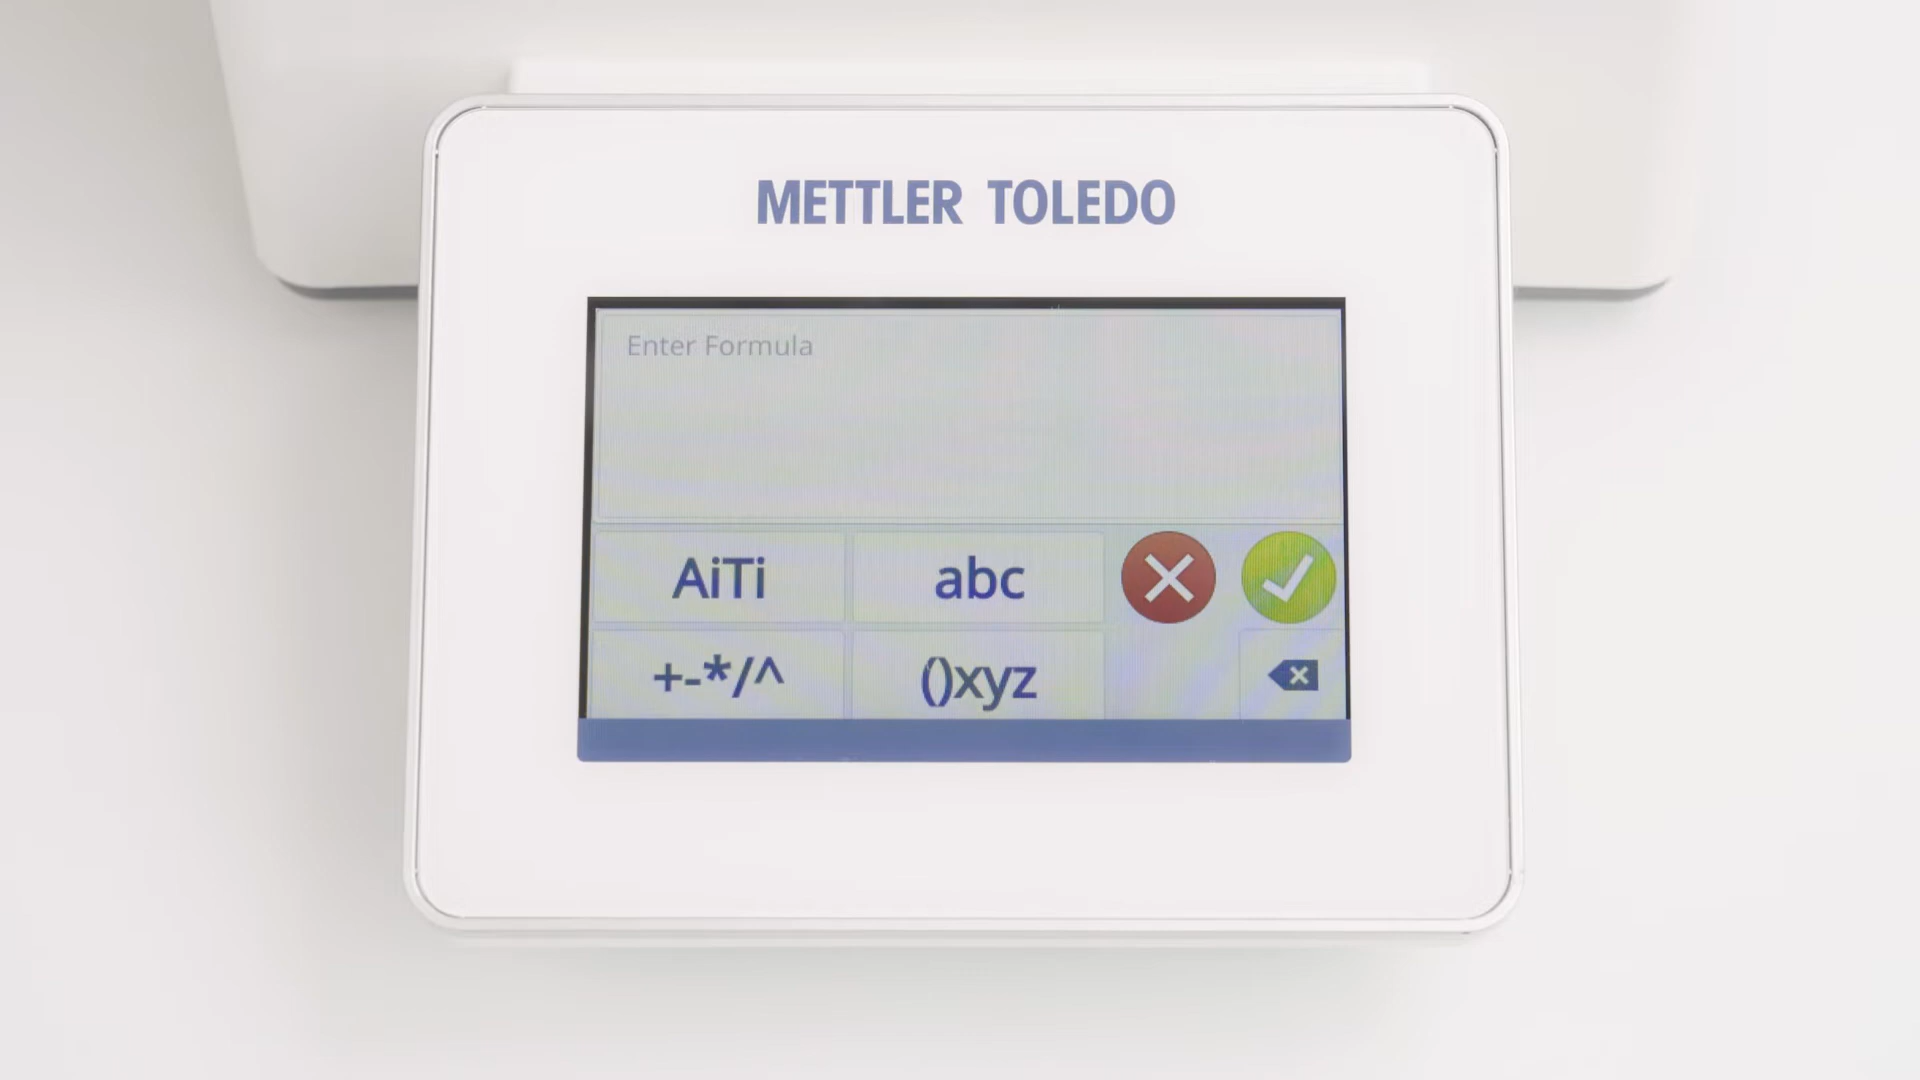 METTLER TOLEDO
Enter Formula
AiTi abc
+-*/^ ()xyz